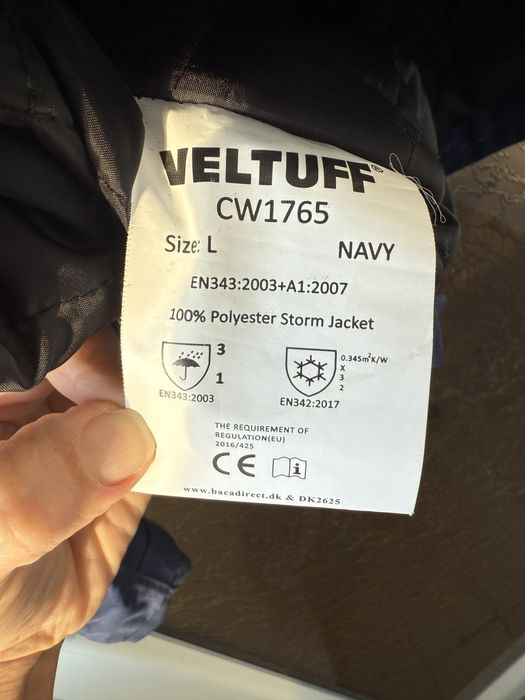 VELTUFF®
CW1765
Size: L NAVY
EN343:2003+A1:2007
100% Polyester Storm Jacket
3
1
EN343:2003
0.345m²K/W
X
3
2
EN342:2017
THE REQUIREMENT OF
REGULATION(EU)
2016/425
CE i
www.bacadirect.dk & DK2625